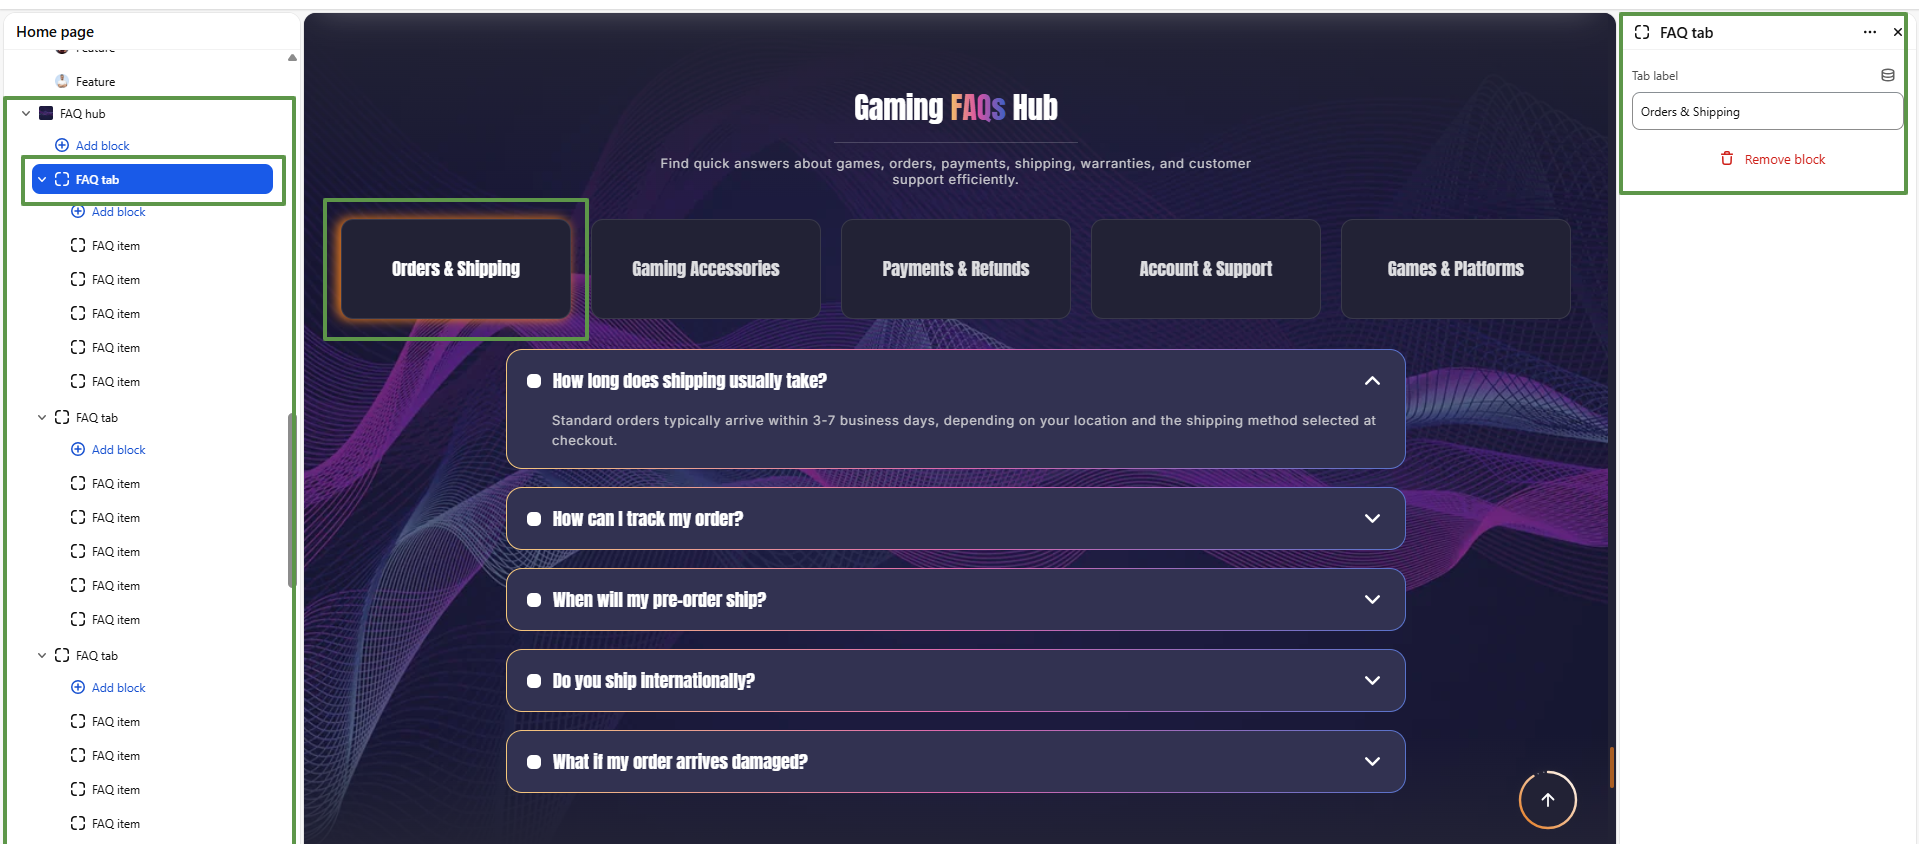 Home page
Feature
Feature
FAQ hub
Add block
FAQ tab
Add block
FAQ item
FAQ item
FAQ item
FAQ item
FAQ item
FAQ tab
Add block
FAQ item
FAQ item
FAQ item
FAQ item
FAQ item
FAQ tab
Add block
FAQ item
FAQ item
FAQ item
FAQ item
Gaming FAQs Hub
Find quick answers about games, orders, payments, shipping, warranties, and customer
support efficiently.
Orders & Shipping
Gaming Accessories
Payments & Refunds
Account & Support
Games & Platforms
How long does shipping usually take?
Standard orders typically arrive within 3-7 business days, depending on your location and the shipping method selected at
checkout.
How can I track my order?
When will my pre-order ship?
Do you ship internationally?
What if my order arrives damaged?
FAQ tab
Tab label
Orders & Shipping
Remove block